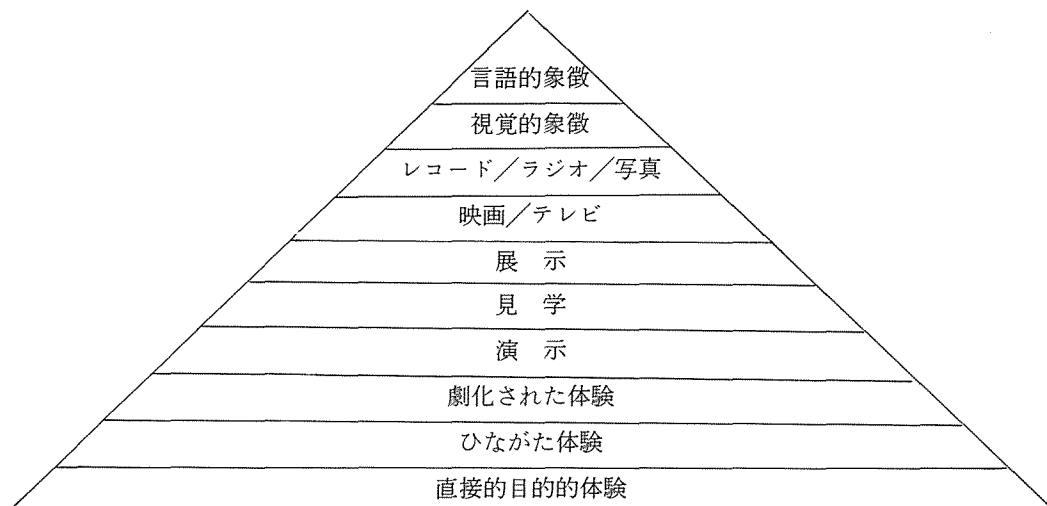 言語的象徴
視覚的象徴
レコード／ラジオ／写真
映画／テレビ
展 示
見 学
演 示
劇化された体験
ひながた体験
直接的目的的体験